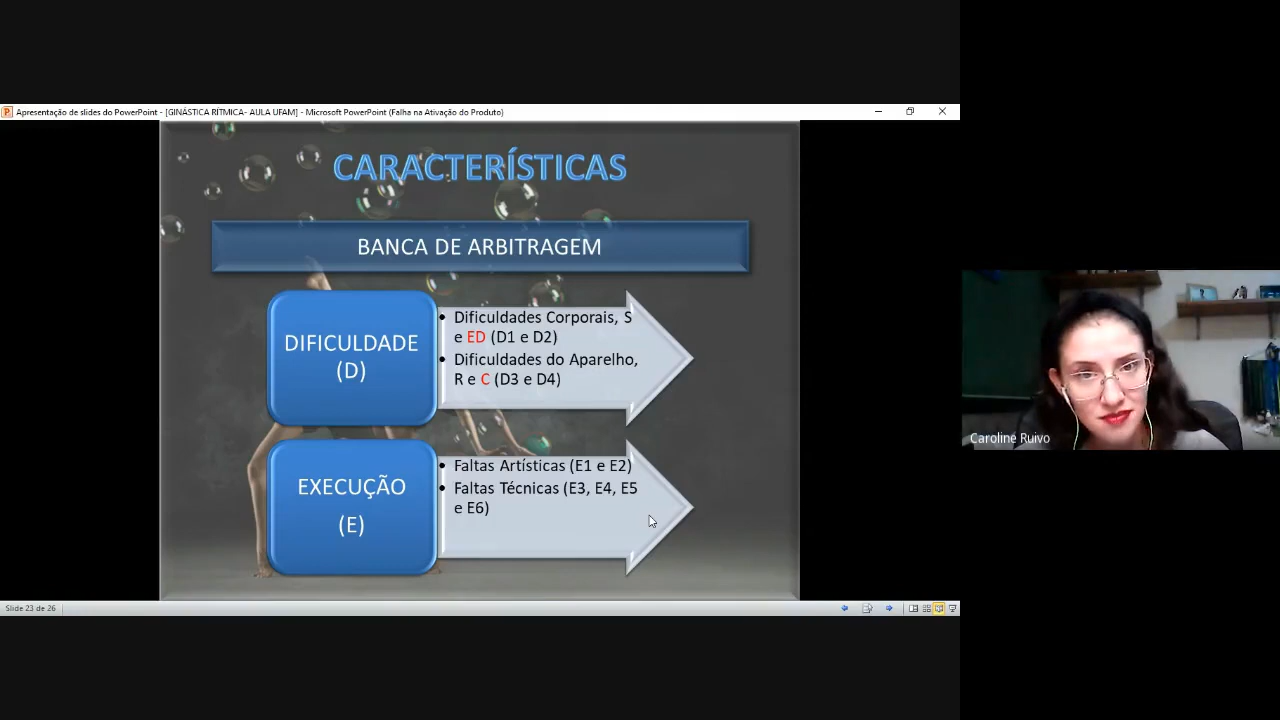 Apresentação de slides do PowerPoint - [GINÁSTICA RÍTMICA- AULA UFAM] - Microsoft PowerPoint (Falha na Ativação do Produto)
CARACTERÍSTICAS
BANCA DE ARBITRAGEM
DIFICULDADE
(D)
• Dificuldades Corporais, S
e ED (D1 e D2)
• Dificuldades do Aparelho,
R e C (D3 e D4)
EXECUÇÃO
(E)
• Faltas Artísticas (E1 e E2)
• Faltas Técnicas (E3, E4, E5
e E6)
Caroline Ruivo
Slide 23 de 26